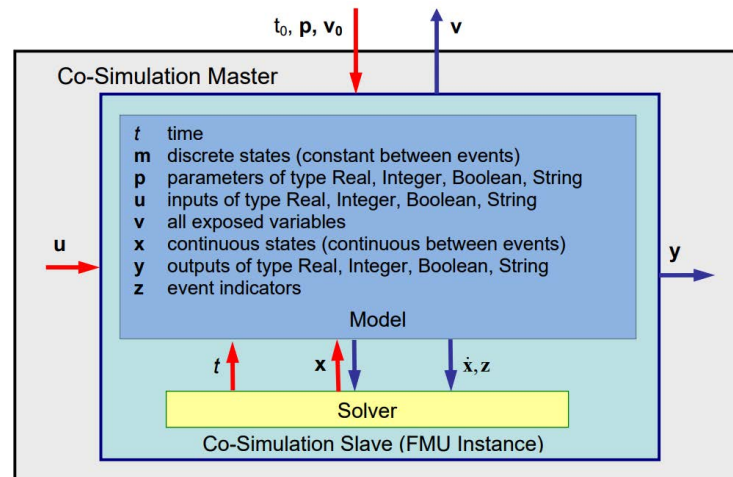 t0, p, v0
v
Co-Simulation Master
t time
m discrete states (constant between events)
p parameters of type Real, Integer, Boolean, String
u inputs of type Real, Integer, Boolean, String
v all exposed variables
x continuous states (continuous between events)
y outputs of type Real, Integer, Boolean, String
z event indicators
u
y
Model
t
x
ẋ, z
Solver
Co-Simulation Slave (FMU Instance)